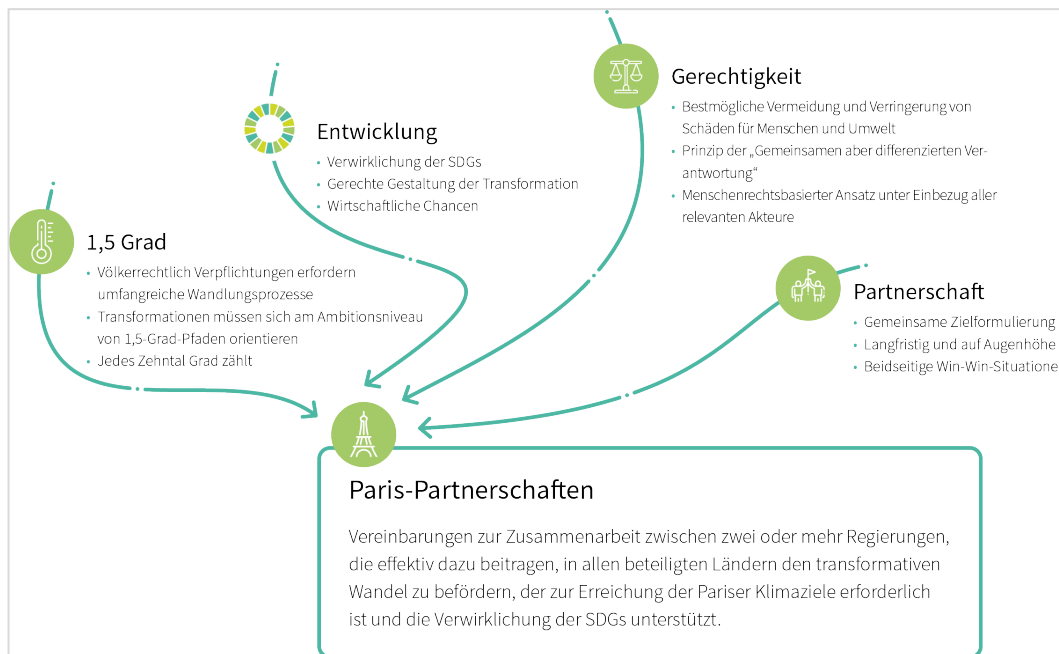 Gerechtigkeit
• Bestmögliche Vermeidung und Verringerung von
Schäden für Menschen und Umwelt
• Prinzip der „Gemeinsamen aber differenzierten Ver-
antwortung“
• Menschenrechtsbasierter Ansatz unter Einbezug aller
relevanten Akteure
Entwicklung
• Verwirklichung der SDGs
• Gerechte Gestaltung der Transformation
• Wirtschaftliche Chancen
1,5 Grad
• Völkerrechtlich Verpflichtungen erfordern
umfangreiche Wandlungsprozesse
• Transformationen müssen sich am Ambitionsniveau
von 1,5-Grad-Pfaden orientieren
• Jedes Zehntal Grad zählt
Partnerschaft
• Gemeinsame Zielformulierung
• Langfristig und auf Augenhöhe
• Beidseitige Win-Win-Situatione
Paris-Partnerschaften
Vereinbarungen zur Zusammenarbeit zwischen zwei oder mehr Regierungen,
die effektiv dazu beitragen, in allen beteiligten Ländern den transformativen
Wandel zu befördern, der zur Erreichung der Pariser Klimaziele erforderlich
ist und die Verwirklichung der SDGs unterstützt.